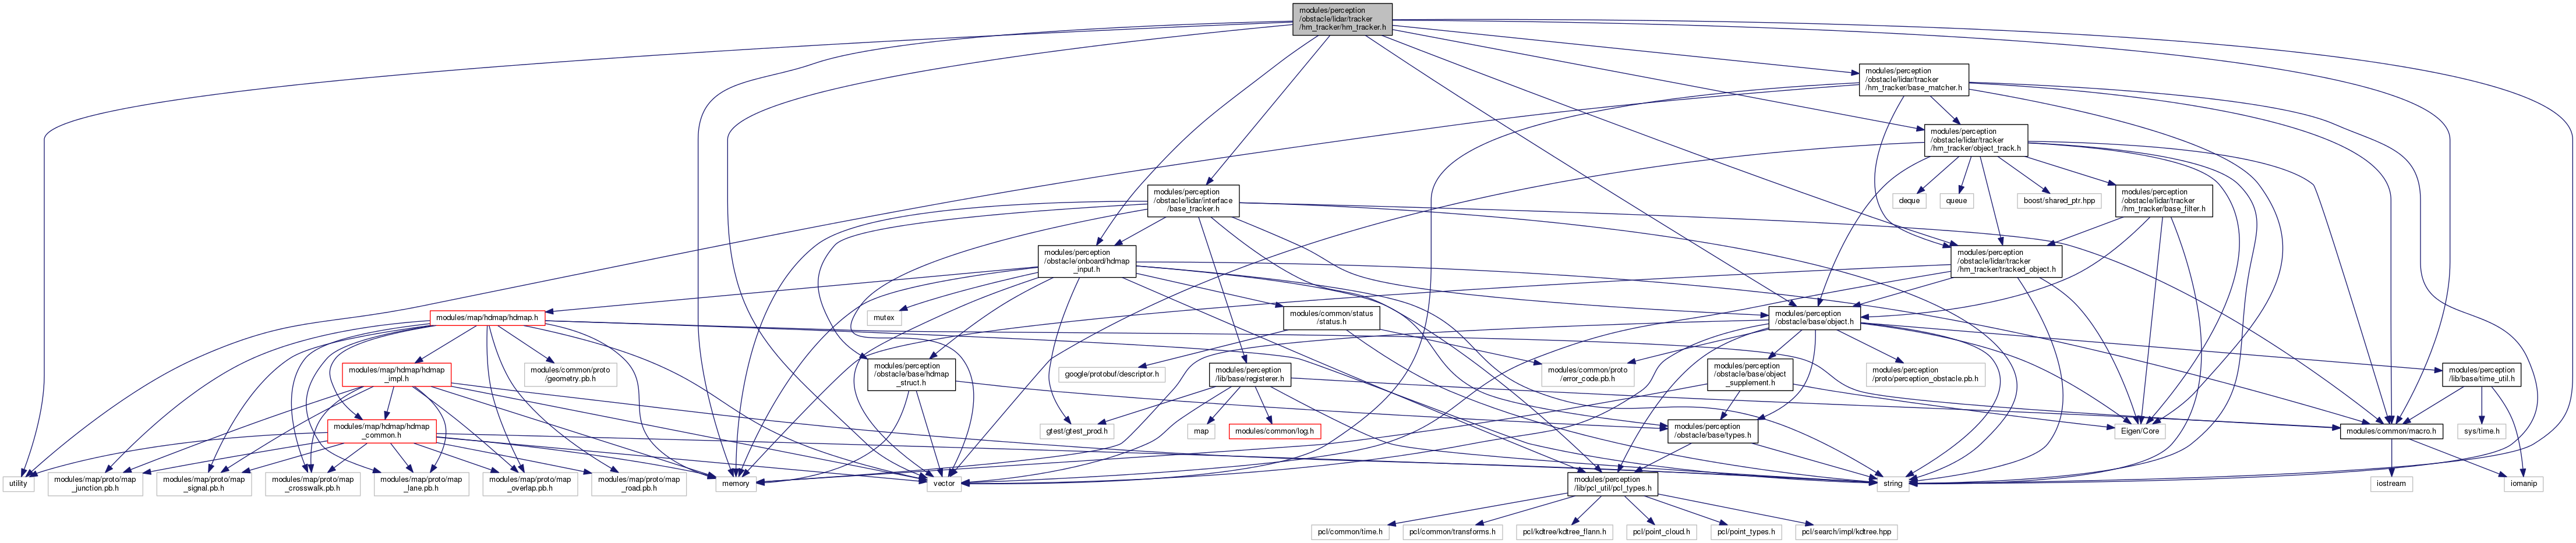 modules/perception
/obstacle/lidar/tracker
/hm_tracker/hm_tracker.h
modules/perception
/obstacle/lidar/tracker
/hm_tracker/base_matcher.h
modules/perception
/obstacle/lidar/tracker
/hm_tracker/object_track.h
modules/perception
/obstacle/lidar/interface
/base_tracker.h
deque
queue
boost/shared_ptr.hpp
modules/perception
/obstacle/lidar/tracker
/hm_tracker/base_filter.h
modules/perception
/obstacle/onboard/hdmap
_input.h
modules/perception
/obstacle/lidar/tracker
/hm_tracker/tracked_object.h
modules/map/hdmap/hdmap.h
mutex
modules/common/status
/status.h
modules/perception
/obstacle/base/object.h
modules/map/hdmap/hdmap
_impl.h
modules/common/proto
/geometry.pb.h
modules/perception
/obstacle/base/hdmap
_struct.h
google/protobuf/descriptor.h
modules/perception
/lib/base/registerer.h
modules/common/proto
/error_code.pb.h
modules/perception
/obstacle/base/object
_supplement.h
modules/perception
/proto/perception_obstacle.pb.h
modules/perception
/lib/base/time_util.h
modules/map/hdmap/hdmap
_common.h
gtest/gtest_prod.h
map
modules/common/log.h
modules/perception
/obstacle/base/types.h
Eigen/Core
modules/common/macro.h
sys/time.h
utility
modules/map/proto/map
_junction.pb.h
modules/map/proto/map
_signal.pb.h
modules/map/proto/map
_crosswalk.pb.h
modules/map/proto/map
_lane.pb.h
modules/map/proto/map
_overlap.pb.h
modules/map/proto/map
_road.pb.h
memory
vector
modules/perception
/lib/pcl_util/pcl_types.h
string
iostream
iomanip
pcl/common/time.h
pcl/common/transforms.h
pcl/kdtree/kdtree_flann.h
pcl/point_cloud.h
pcl/point_types.h
pcl/search/impl/kdtree.hpp